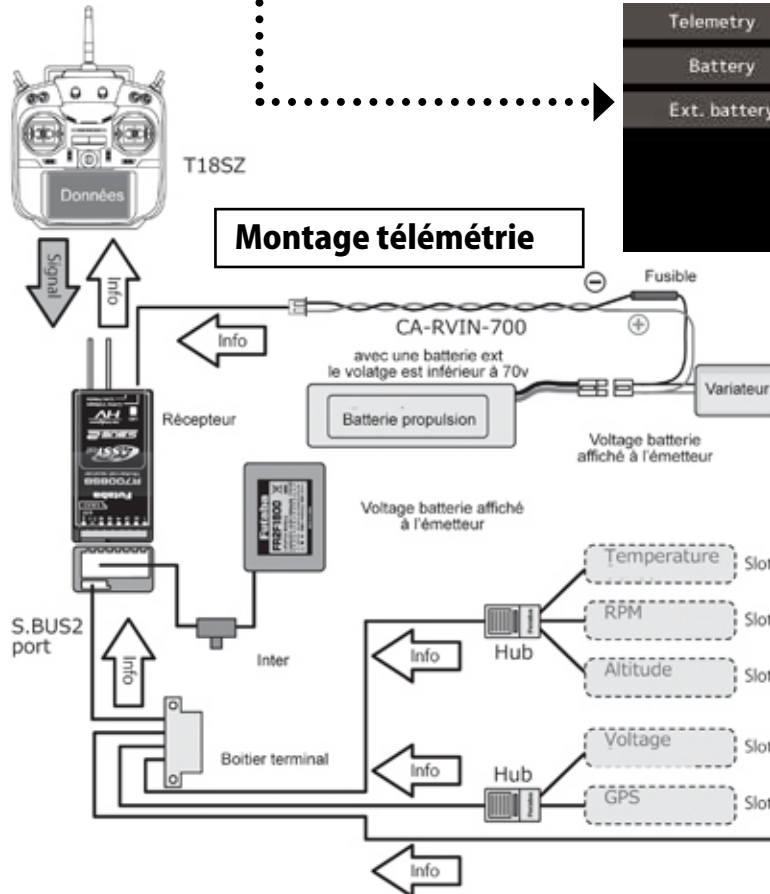 Telemetry
Battery
Ext. battery
T18SZ
Données
Montage télémétrie
Signal
Info
Fusible
CA-RVIN-700
Info
avec une batterie ext
le volatge est inférieur à 70v
Récepteur
HV
R7008SB
Futaba
Batterie propulsion
Variateur
Voltage batterie
affiché à l'émetteur
Futaba
FR2F1800
Voltage batterie affiché
à l'émetteur
Temperature
Slot
RPM
Slot
Altitude
Slot
S.BUS2
port
Info
Inter
Info
Hub
Voltage
Slot
GPS
Slot
Boitier terminal
Info
Hub
Info